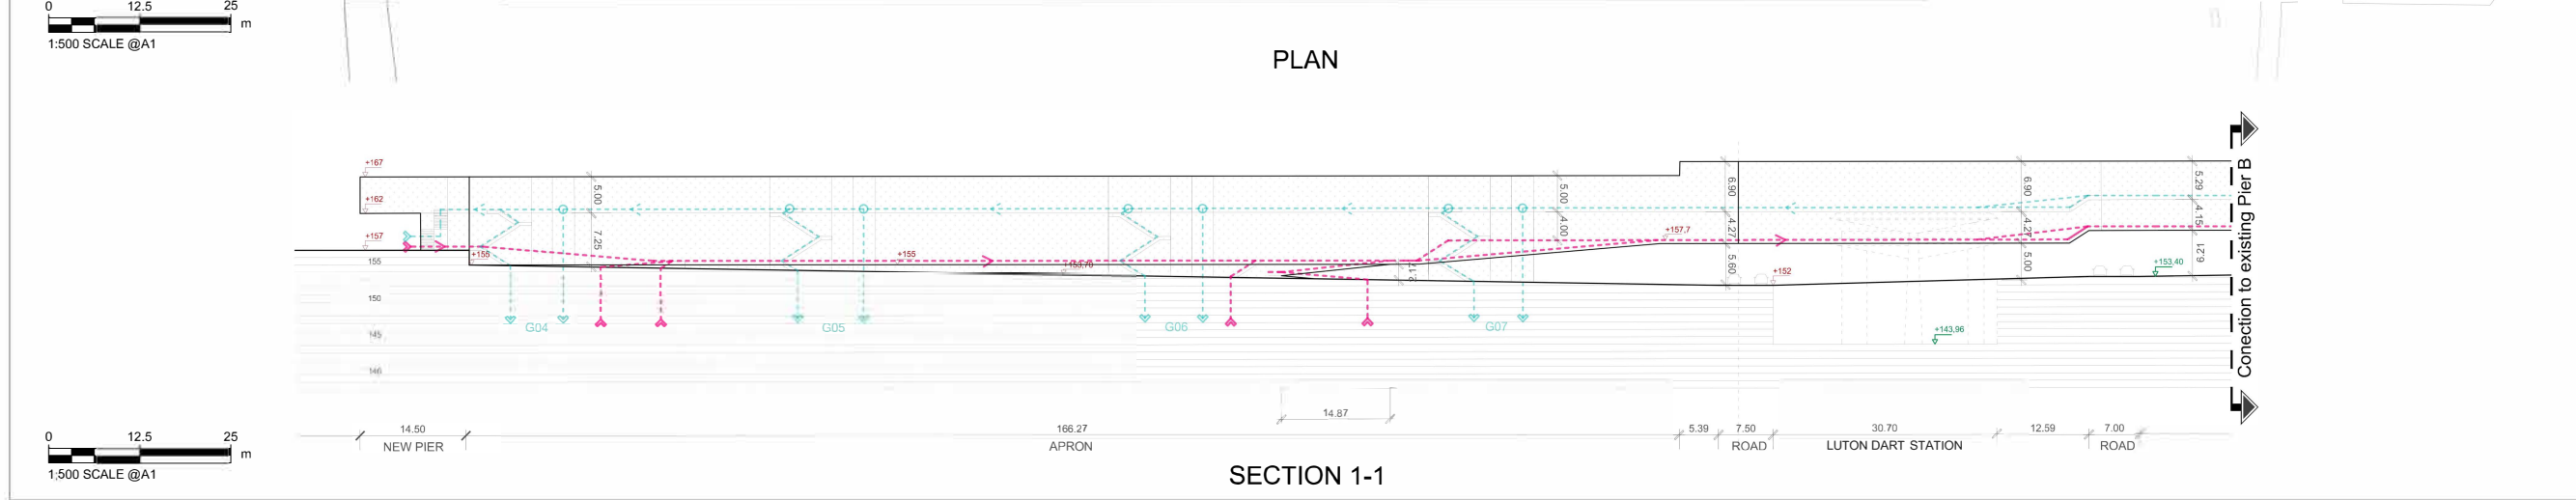 0 12.5 25
m
1:500 SCALE @A1
PLAN
+167
+162
+157
+155
155
150
145
5.00
7.25
+155
5.00
4.00
+157.7
6.90
4.27
5.60
+152
6.90
4.27
5.00
5.29
4.15
6.21
+153,40
+143,96
G04
G05
G06
G07
Conection to existing Pier B
14.87
14.50
166.27
5.39
7.50
30.70
12.59
7.00
NEW PIER
APRON
ROAD
LUTON DART STATION
ROAD
0 12.5 25
m
1:500 SCALE @A1
SECTION 1-1